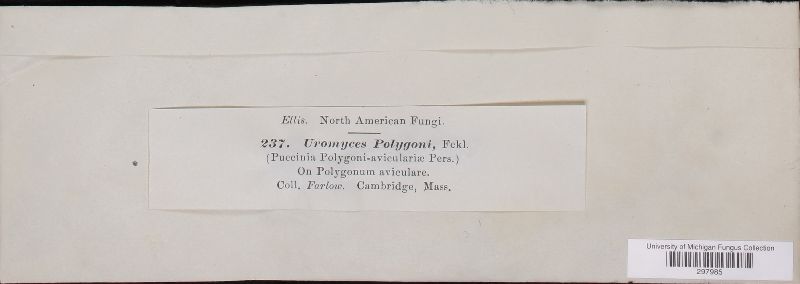 Ellis. North American Fungi.
237. Uromyces Polygoni, Fckl.
(Puccinia Polygoni-aviculariæ Pers.)
On Polygonum aviculare.
Coll. Farlow. Cambridge, Mass.
University of Michigan Fungus Collection
297985